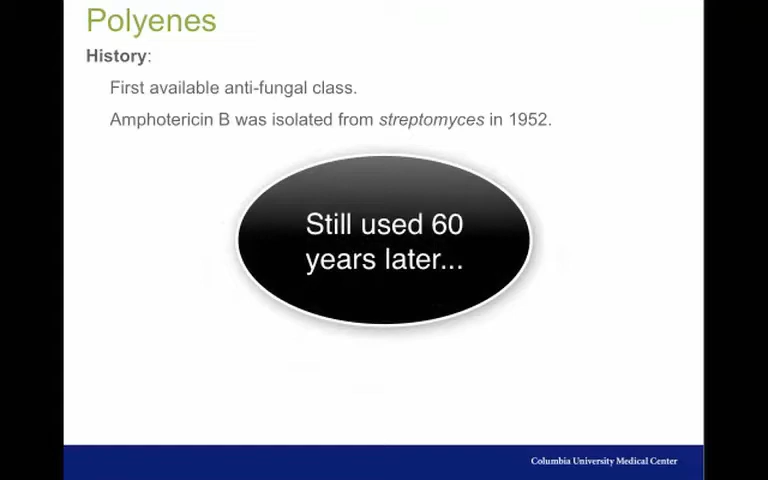 Polyenes
History:
First available anti-fungal class.
Amphotericin B was isolated from streptomyces in 1952.
Still used 60
years later...
Columbia University Medical Center